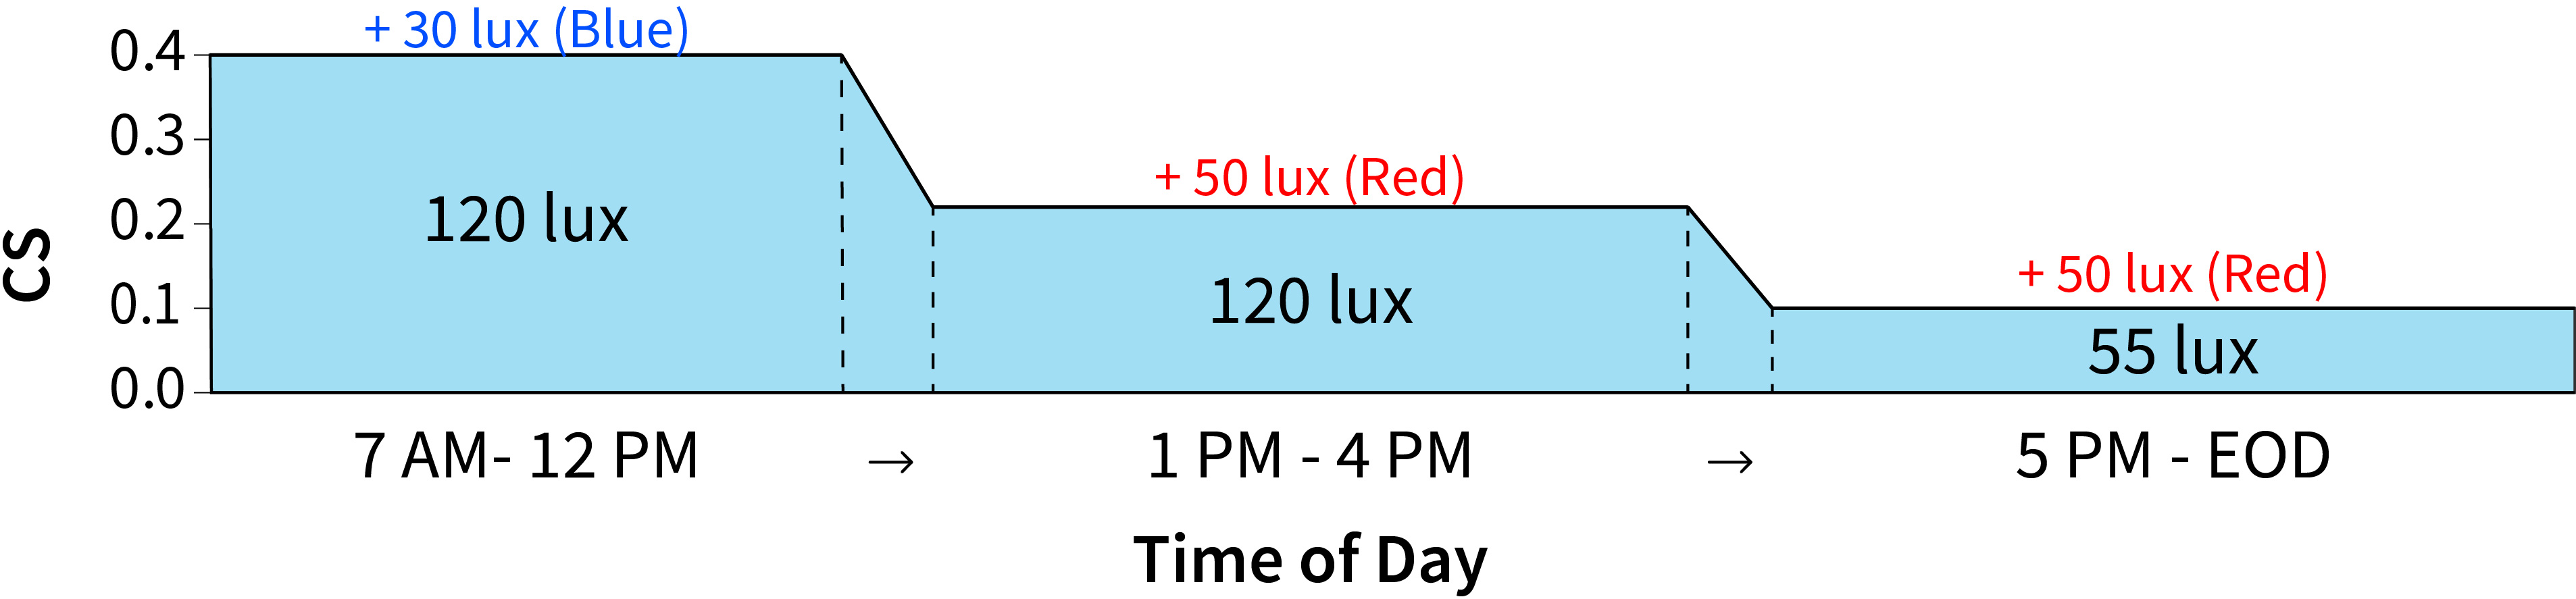 + 30 lux (Blue)
0.4
0.3
0.2
0.1
0.0
CS
120 lux
+ 50 lux (Red)
120 lux
+ 50 lux (Red)
55 lux
7 AM- 12 PM → 1 PM - 4 PM → 5 PM - EOD
Time of Day